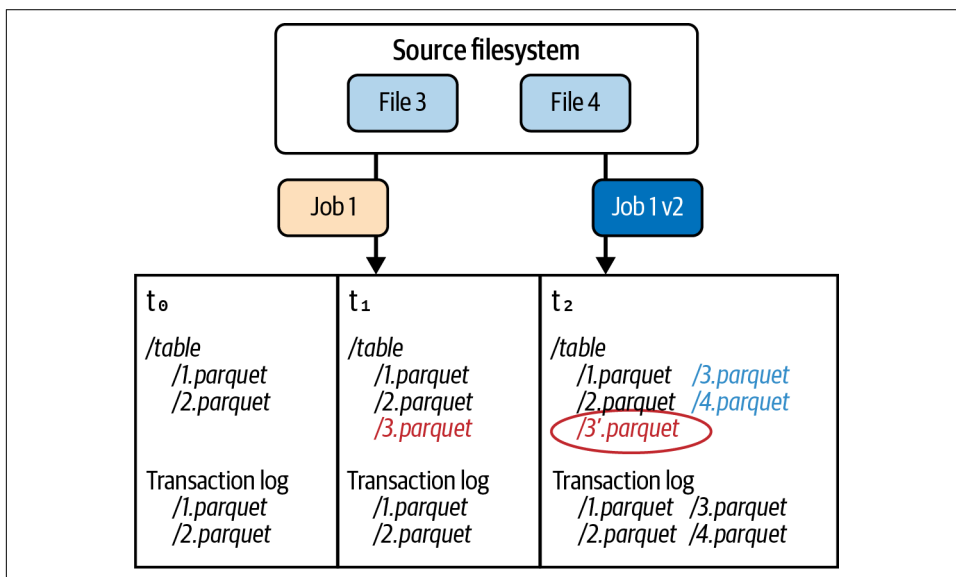 Source filesystem
File 3 File 4
Job 1 Job 1 v2
t₀ t₁ t₂
/table /table /table
/1.parquet /1.parquet /1.parquet /3.parquet
/2.parquet /2.parquet /2.parquet /4.parquet
/3.parquet /3'.parquet
Transaction log Transaction log Transaction log
/1.parquet /1.parquet /1.parquet /3.parquet
/2.parquet /2.parquet /2.parquet /4.parquet